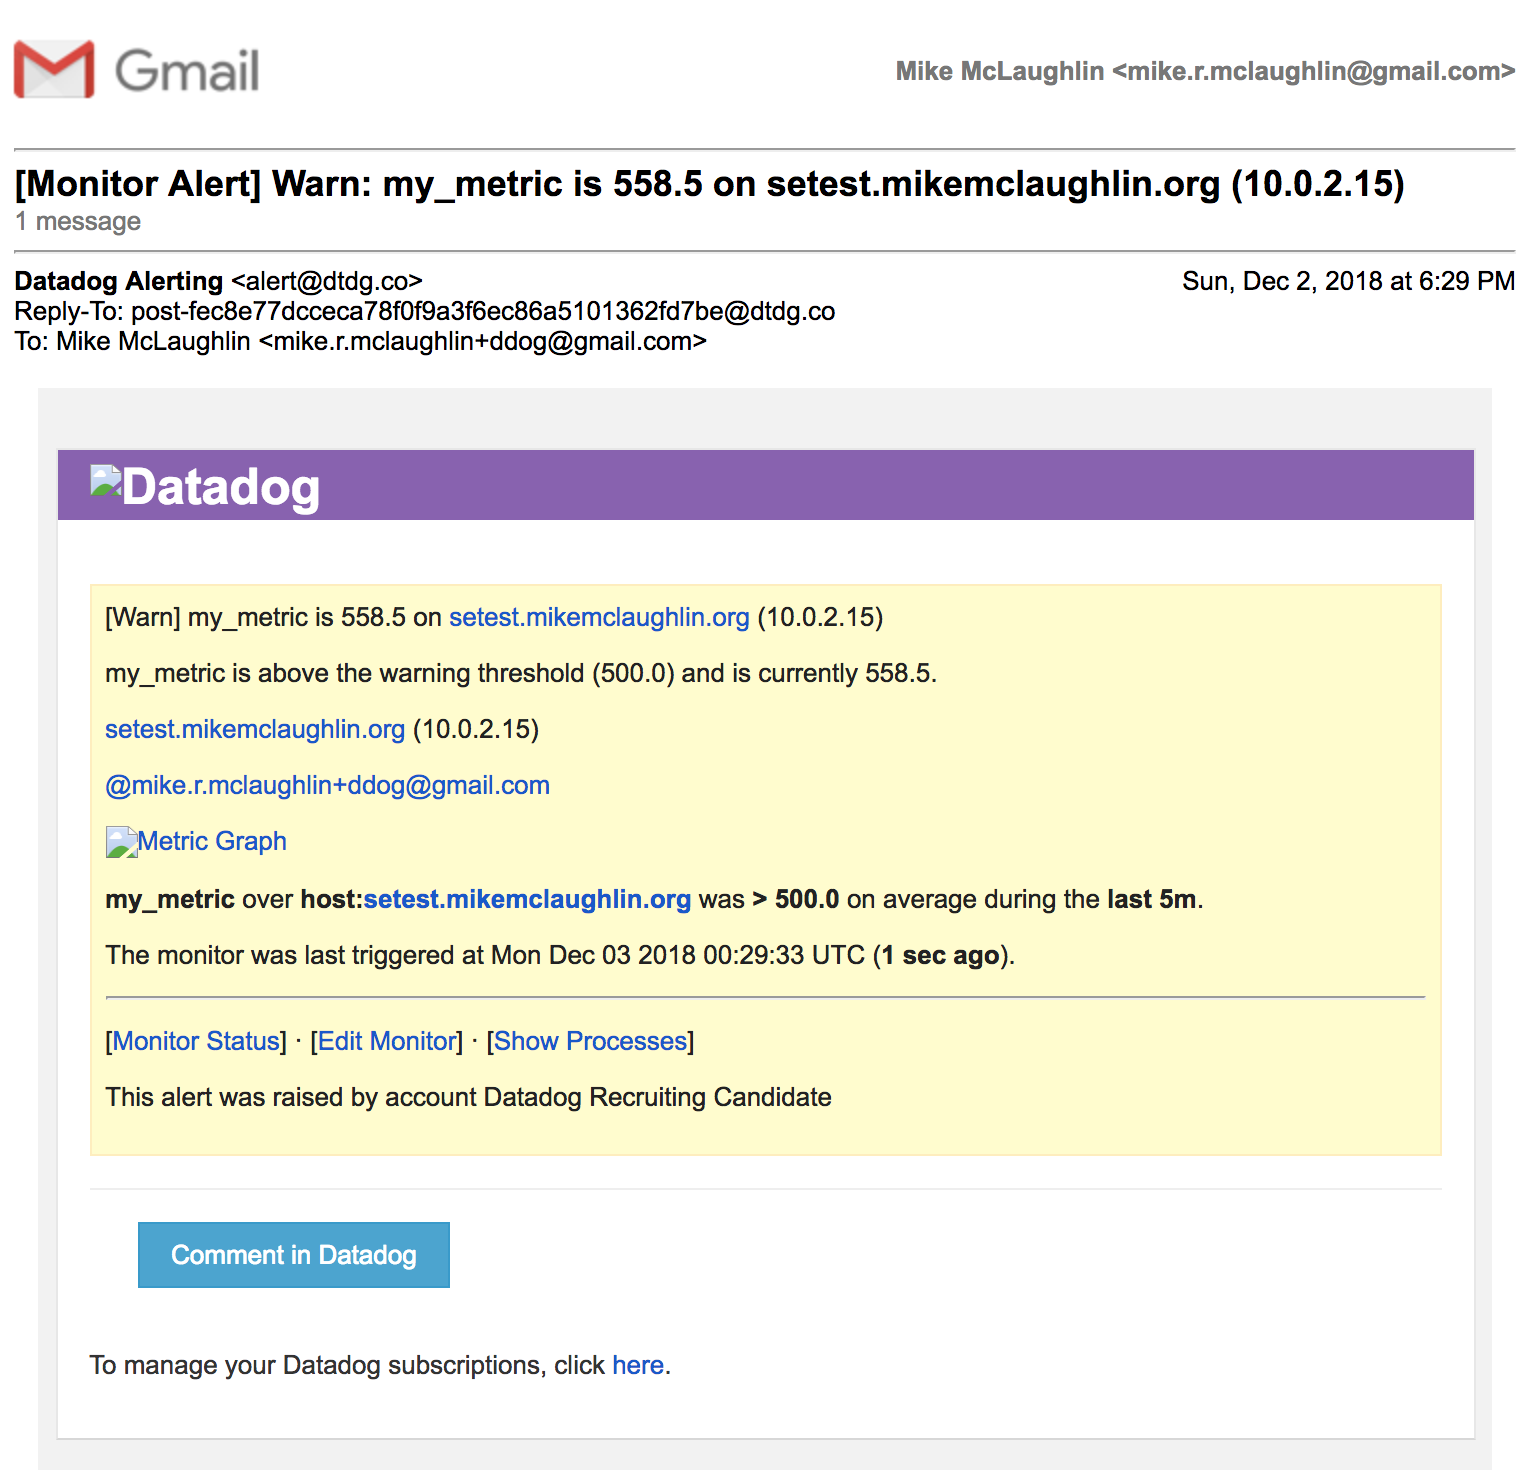 Gmail
Mike McLaughlin <mike.r.mclaughlin@gmail.com>
[Monitor Alert] Warn: my_metric is 558.5 on setest.mikemclaughlin.org (10.0.2.15)
1 message
Datadog Alerting <alert@dtdg.co>
Sun, Dec 2, 2018 at 6:29 PM
Reply-To: post-fec8e77dcceca78f0f9a3f6ec86a5101362fd7be@dtdg.co
To: Mike McLaughlin <mike.r.mclaughlin+ddog@gmail.com>
Datadog
[Warn] my_metric is 558.5 on setest.mikemclaughlin.org (10.0.2.15)
my_metric is above the warning threshold (500.0) and is currently 558.5.
setest.mikemclaughlin.org (10.0.2.15)
@mike.r.mclaughlin+ddog@gmail.com
Metric Graph
my_metric over host:setest.mikemclaughlin.org was > 500.0 on average during the last 5m.
The monitor was last triggered at Mon Dec 03 2018 00:29:33 UTC (1 sec ago).
[Monitor Status] · [Edit Monitor] · [Show Processes]
This alert was raised by account Datadog Recruiting Candidate
Comment in Datadog
To manage your Datadog subscriptions, click here.